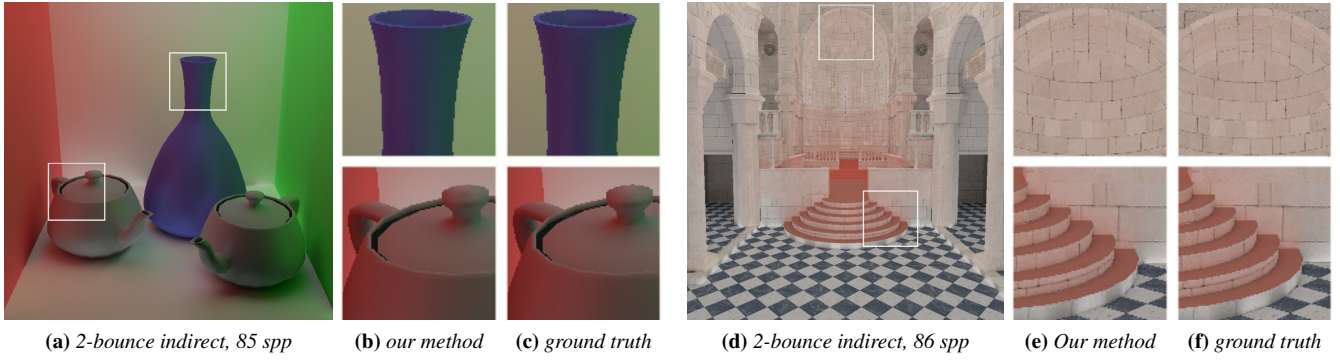 (a) 2-bounce indirect, 85 spp
(b) our method
(c) ground truth
(d) 2-bounce indirect, 86 spp
(e) Our method
(f) ground truth